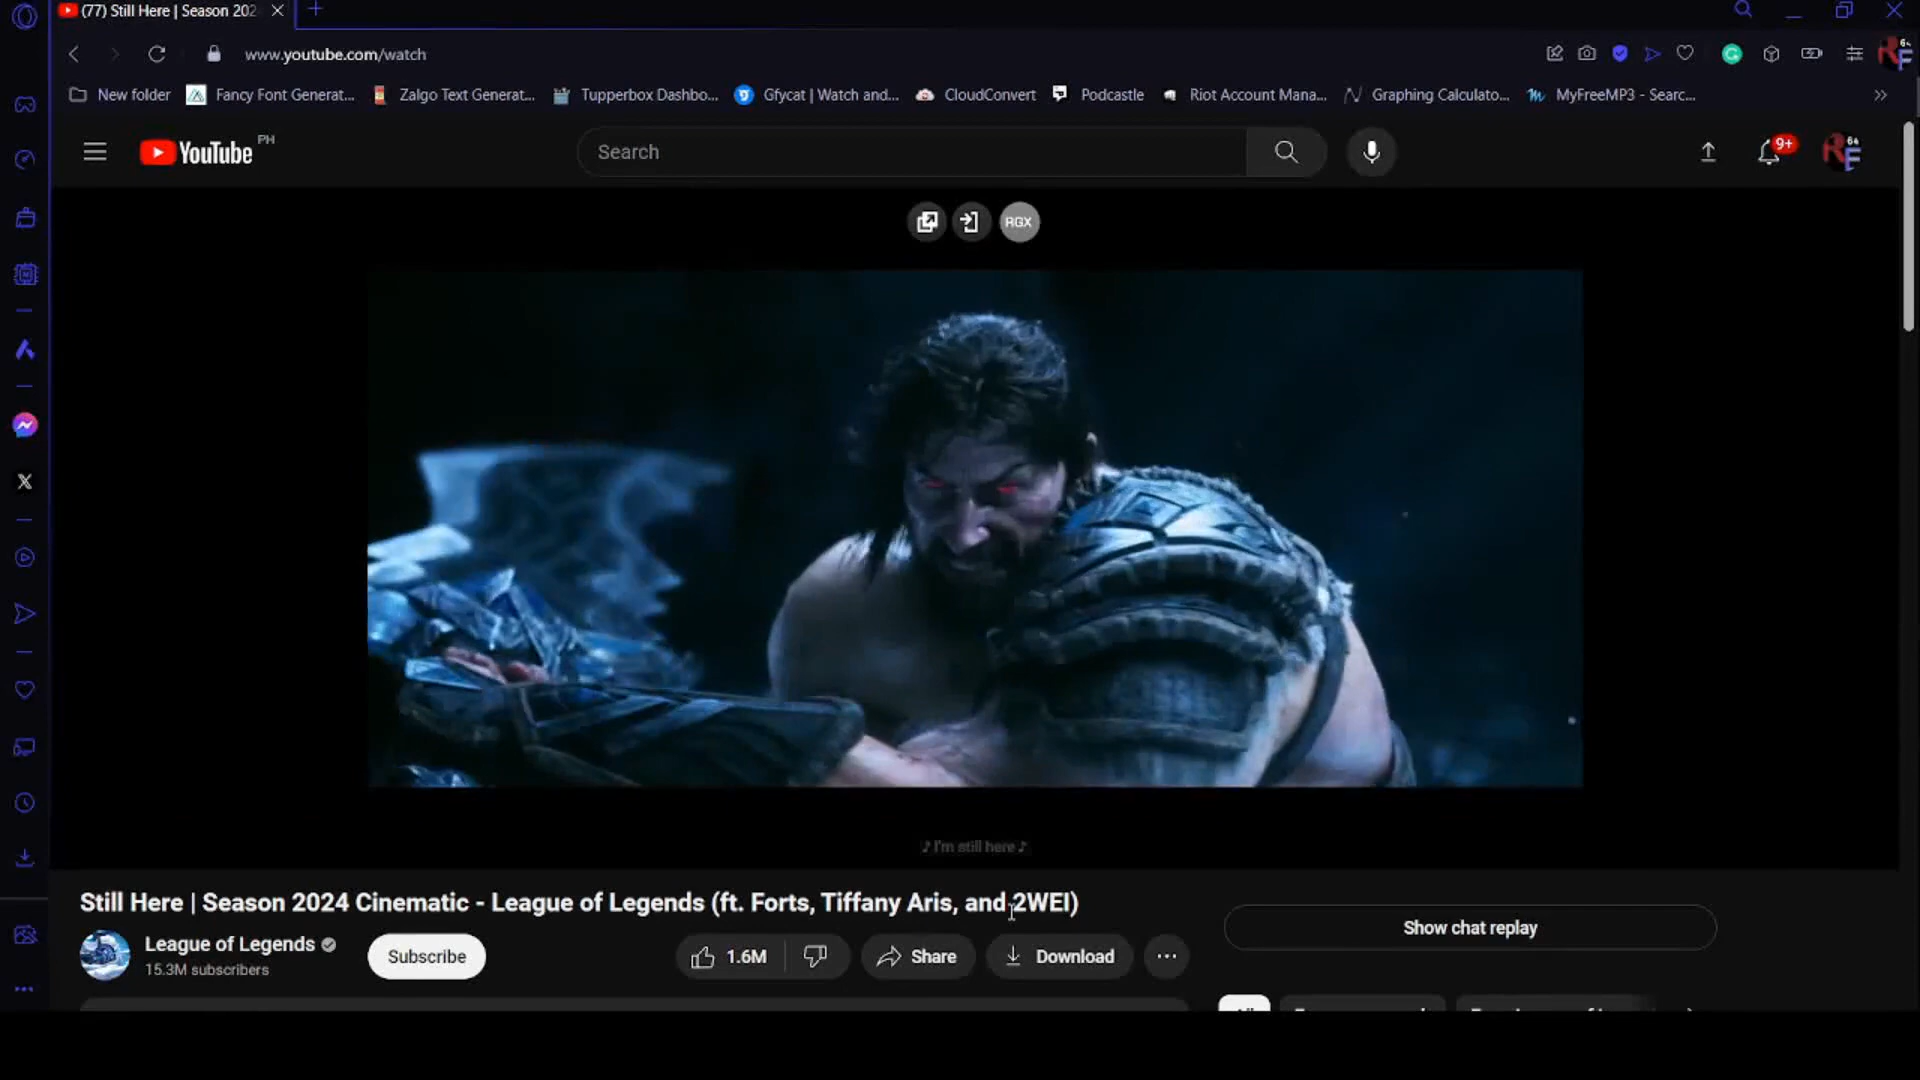 (77) Still Here | Season 202
www.youtube.com/watch
New folder
Fancy Font Generat...
Zalgo Text Generat...
Tupperbox Dashbo...
Gfycat | Watch and...
CloudConvert
Podcastle
Riot Account Mana...
Graphing Calculato...
MyFreeMP3 - Searc...
YouTube PH
Search
9+
RGX
♪ I'm still here ♪
Still Here | Season 2024 Cinematic - League of Legends (ft. Forts, Tiffany Aris, and 2WEI)
League of Legends
15.3M subscribers
Subscribe
1.6M
Share
Download
Show chat replay